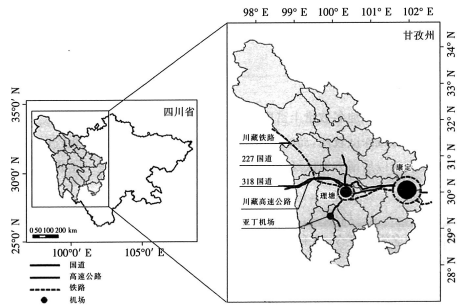 98° E 99° E 100° E 101° E 102° E
甘孜州
34° N
33° N
32° N
31° N
30° N
29° N
28° N
川藏铁路
227 国道
318 国道
川藏高速公路
亚丁机场
理塘
康定
四川省
35° N
30° N
25° N
0 50 100 200 km
100°0′ E 105°0′ E
国道
高速公路
铁路
机场